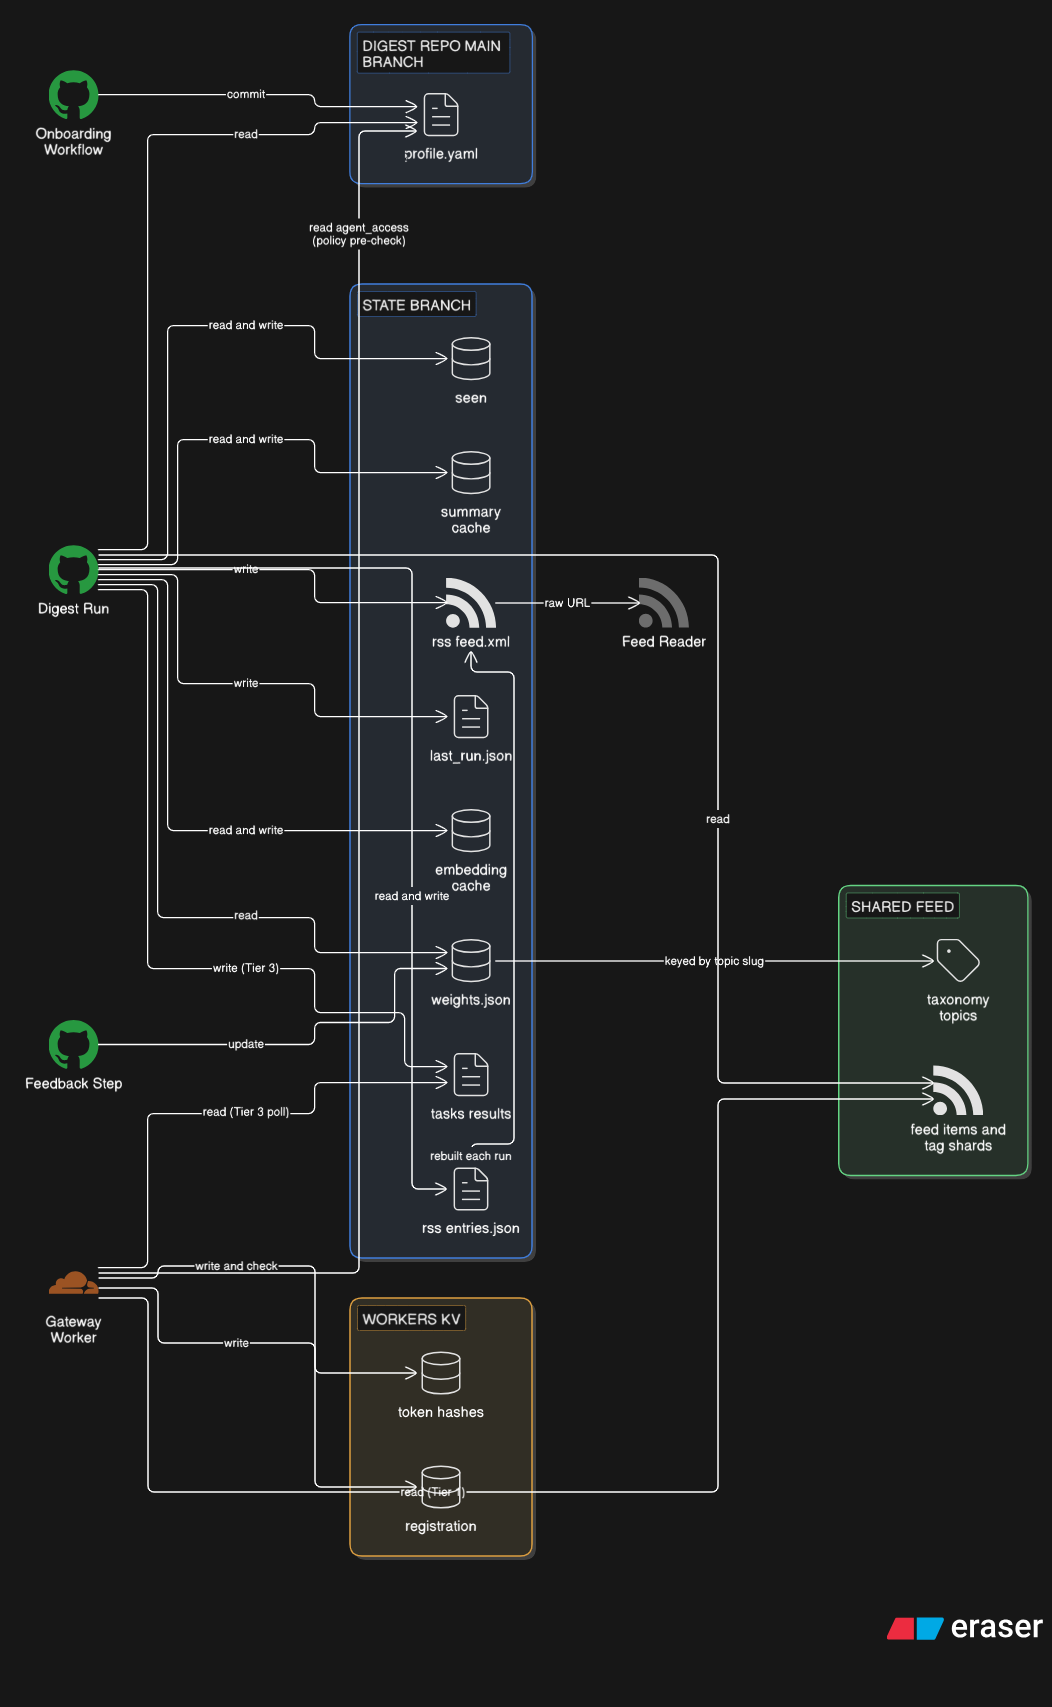 DIGEST REPO MAIN
BRANCH
commit
Onboarding
Workflow
read
profile.yaml
read agent_access
(policy pre-check)
STATE BRANCH
read and write
seen
read and write
summary
cache
write
Digest Run
raw URL
rss feed.xml
Feed Reader
write
last_run.json
read
read and write
embedding
cache
read and write
SHARED FEED
read
keyed by topic slug
write (Tier 3)
weights.json
taxonomy
topics
update
Feedback Step
read (Tier 3 poll)
tasks results
feed items and
tag shards
rebuilt each run
rss entries.json
write and check
Gateway
Worker
WORKERS KV
write
token hashes
read (Tier 1)
registration
eraser